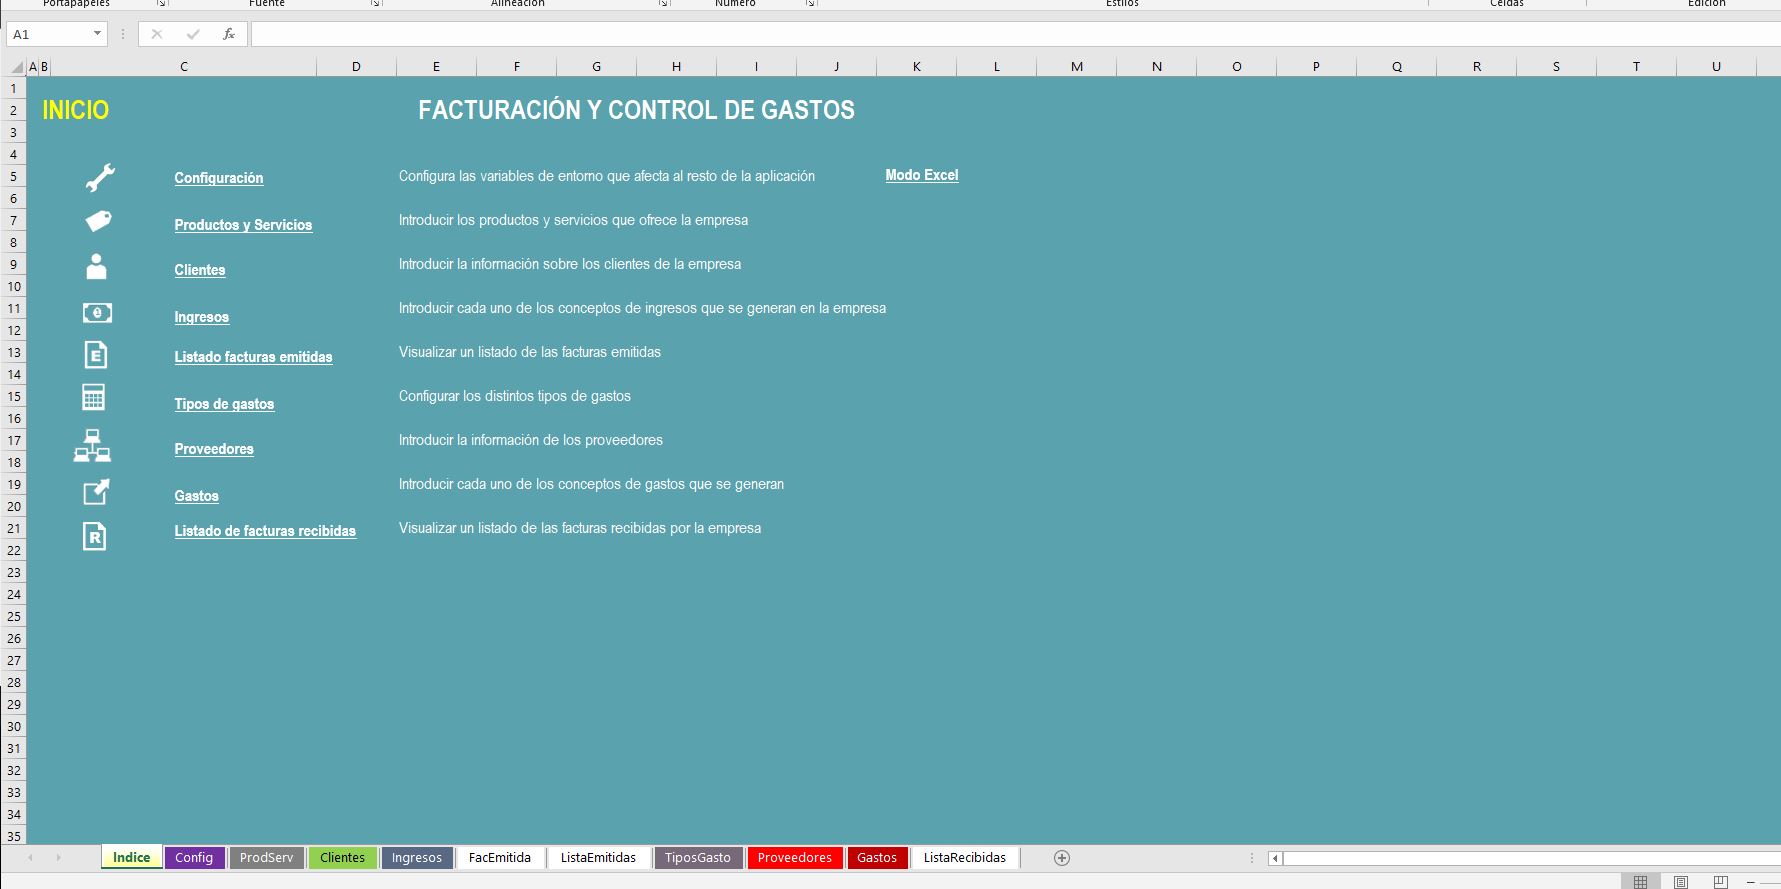 Portapapeles Fuente Alineación Número Estilos Celdas Edición
A1 fx
A B C D E F G H I J K L M N O P Q R S T U
1
2 INICIO FACTURACIÓN Y CONTROL DE GASTOS
3
4
5 Configuración Configura las variables de entorno que afecta al resto de la aplicación Modo Excel
6
7 Productos y Servicios Introducir los productos y servicios que ofrece la empresa
8
9 Clientes Introducir la información sobre los clientes de la empresa
10
11 Ingresos Introducir cada uno de los conceptos de ingresos que se generan en la empresa
12
13 E Listado facturas emitidas Visualizar un listado de las facturas emitidas
14
15 Tipos de gastos Configurar los distintos tipos de gastos
16
17 Proveedores Introducir la información de los proveedores
18
19 Gastos Introducir cada uno de los conceptos de gastos que se generan
20
21 R Listado de facturas recibidas Visualizar un listado de las facturas recibidas por la empresa
22
23
24
25
26
27
28
29
30
31
32
33
34
35
Indice Config ProdServ Clientes Ingresos FacEmitida ListaEmitidas TiposGasto Proveedores Gastos ListaRecibidas